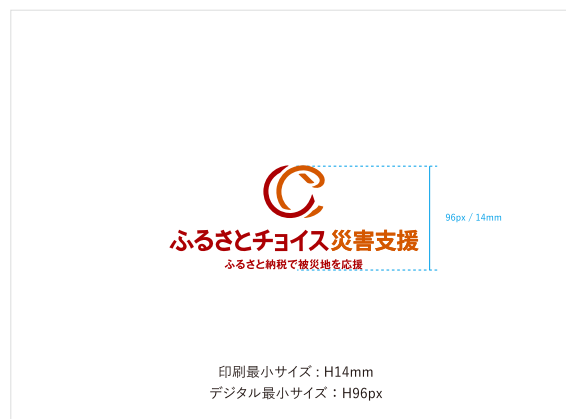 96px / 14mm
ふるさとチョイス災害支援
ふるさと納税で被災地を応援
印刷最小サイズ : H14mm
デジタル最小サイズ：H96px